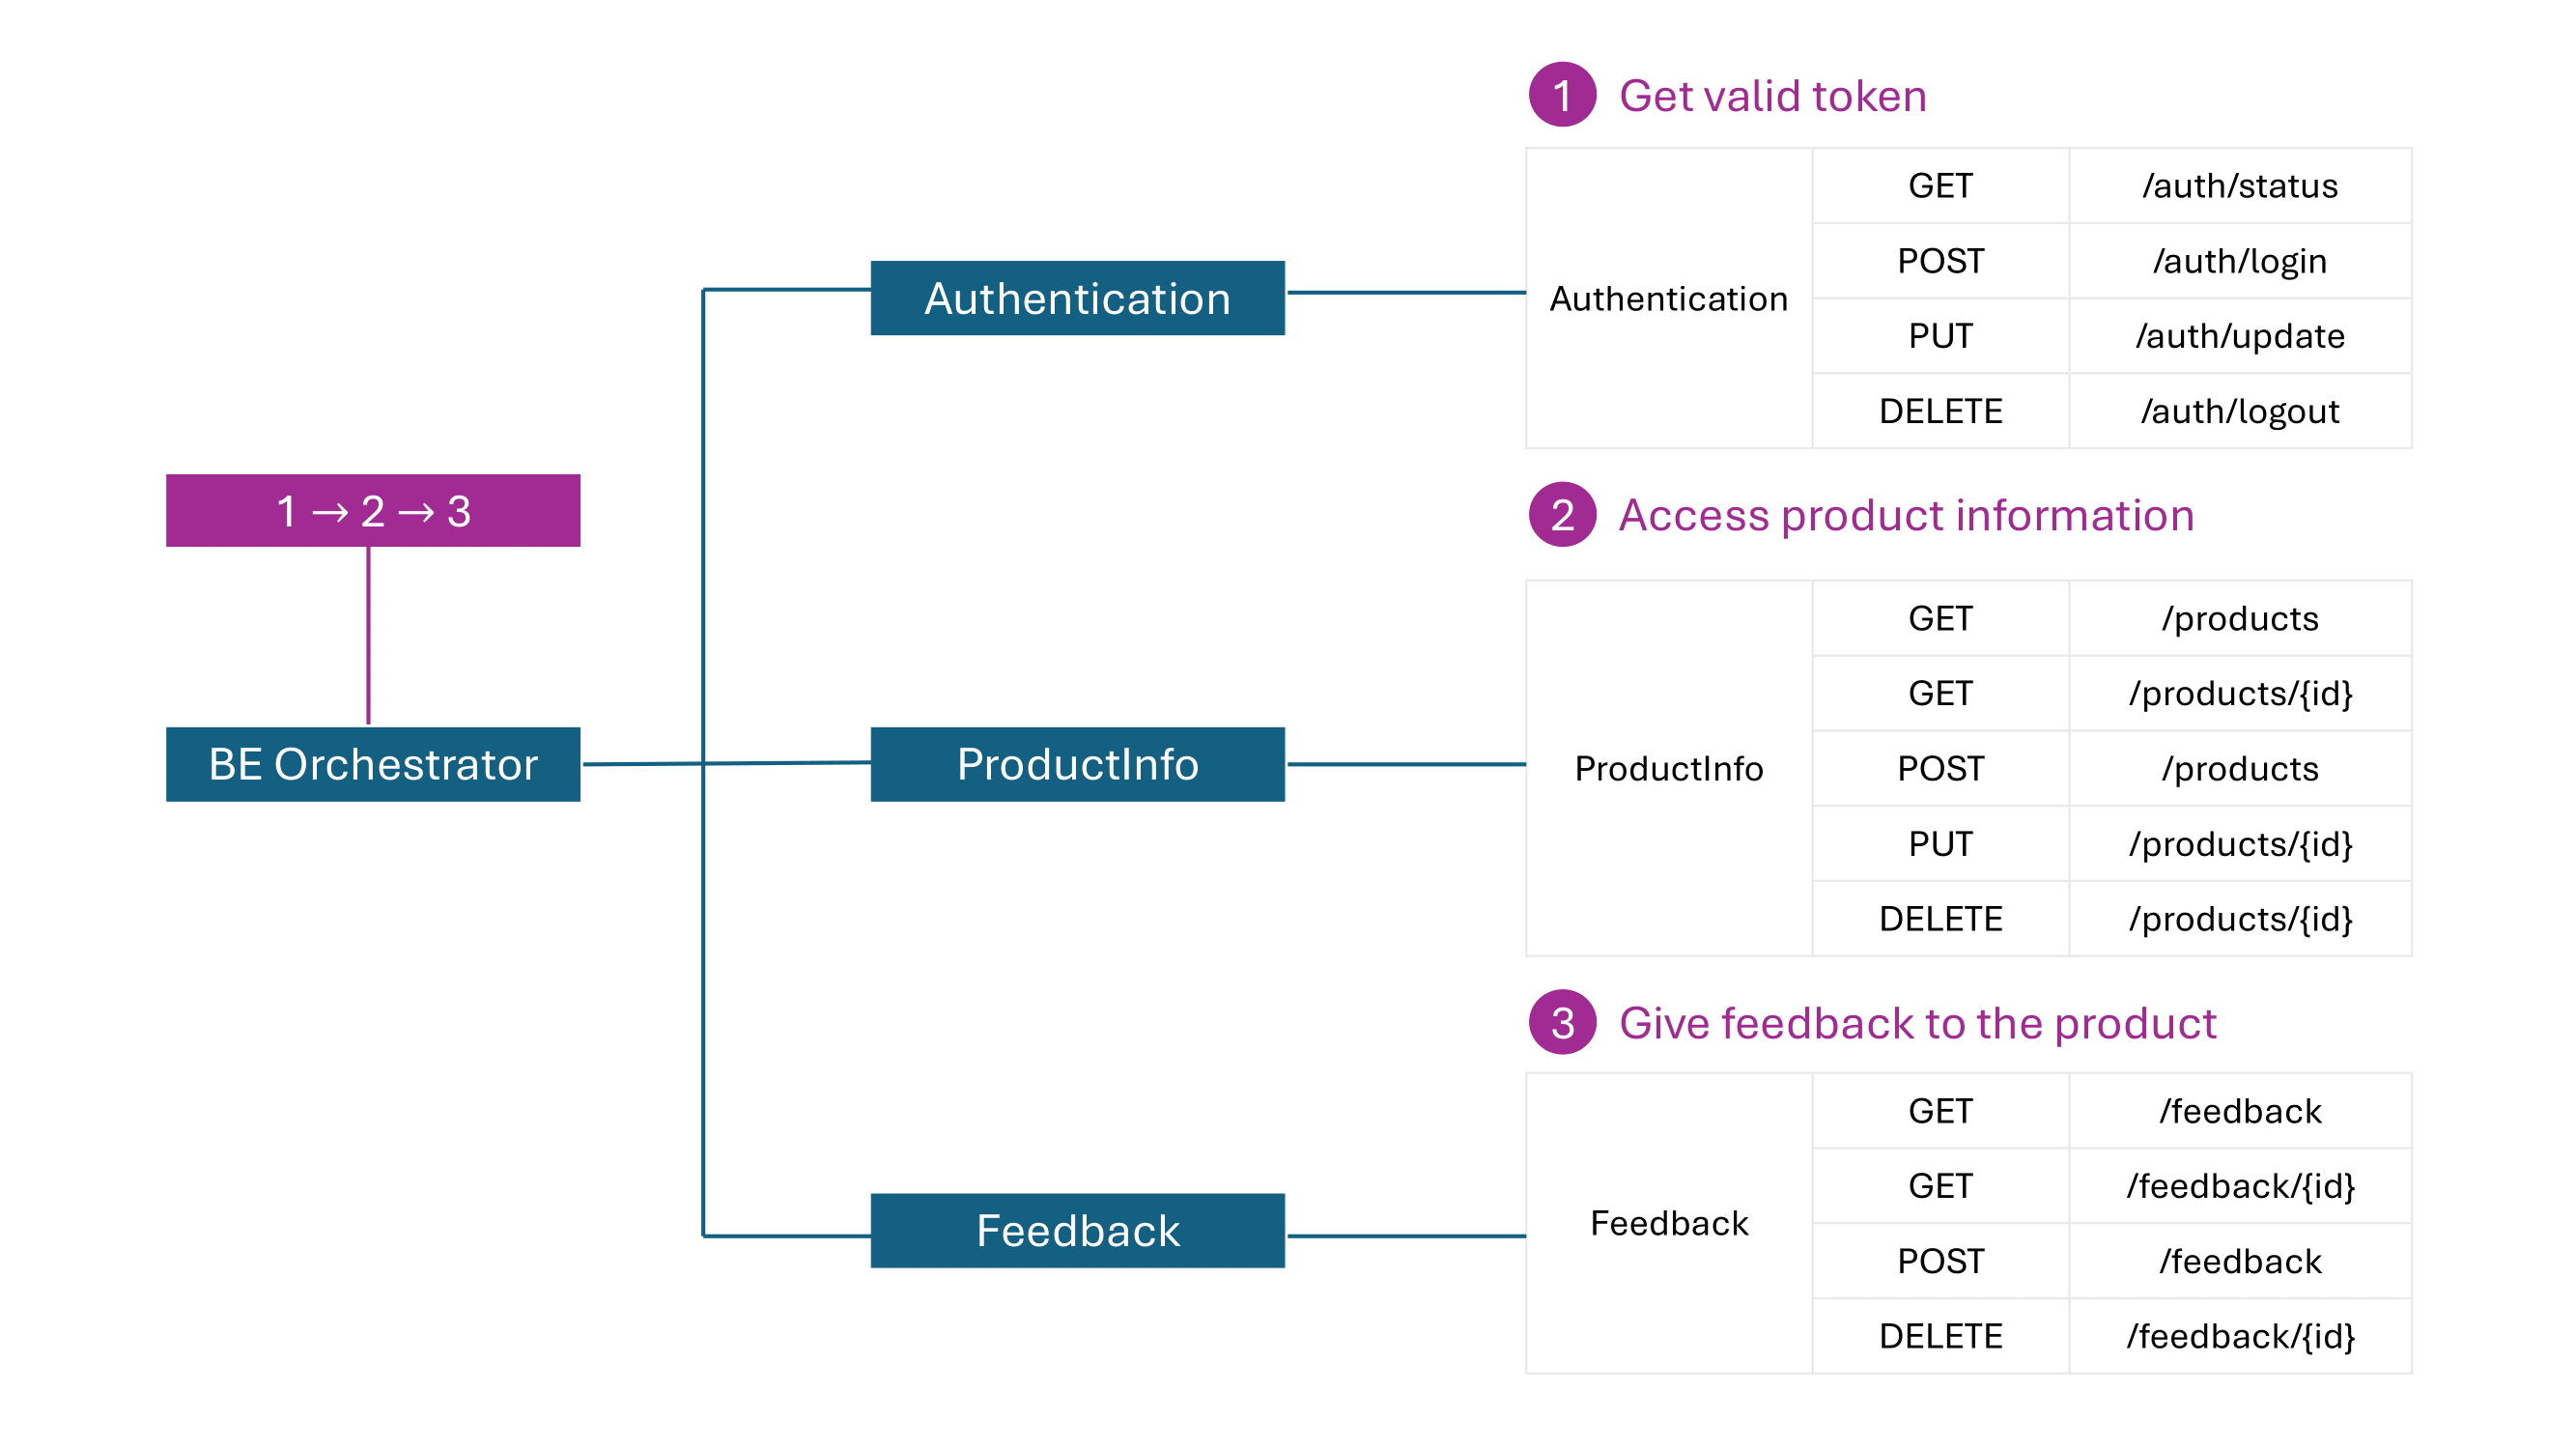 1 → 2 → 3
BE Orchestrator
Authentication
ProductInfo
Feedback
1 Get valid token
Authentication
GET /auth/status
POST /auth/login
PUT /auth/update
DELETE /auth/logout
2 Access product information
ProductInfo
GET /products
GET /products/{id}
POST /products
PUT /products/{id}
DELETE /products/{id}
3 Give feedback to the product
Feedback
GET /feedback
GET /feedback/{id}
POST /feedback
DELETE /feedback/{id}